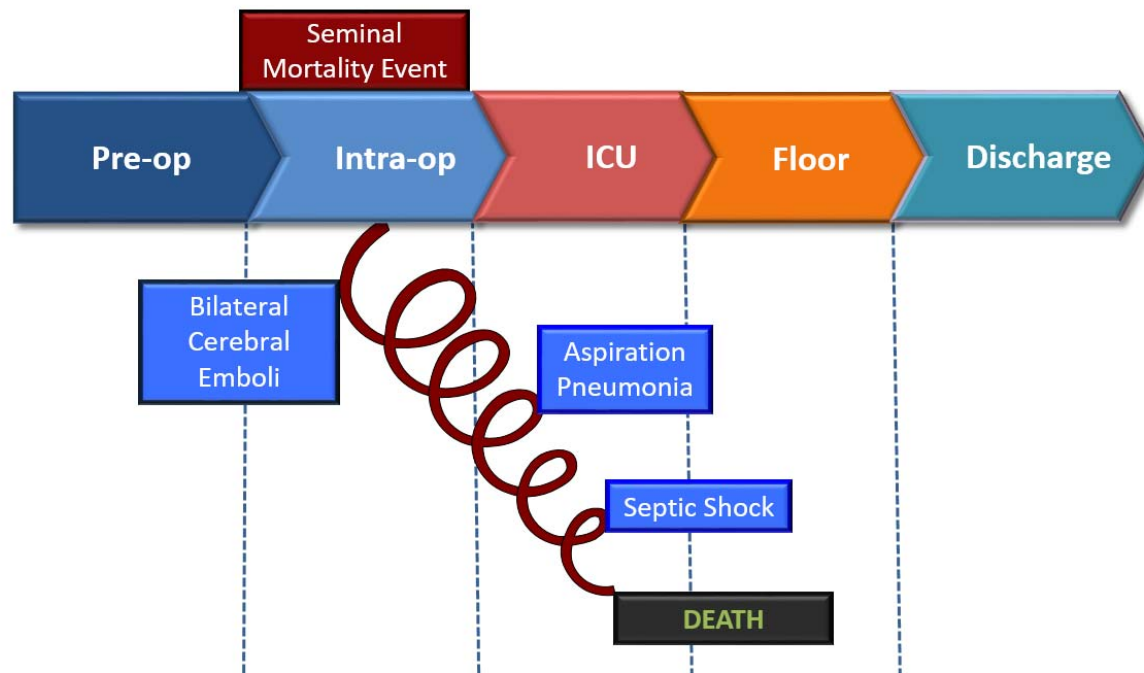 Seminal
Mortality Event
Pre-op
Intra-op
ICU
Floor
Discharge
Bilateral
Cerebral
Emboli
Aspiration
Pneumonia
Septic Shock
DEATH